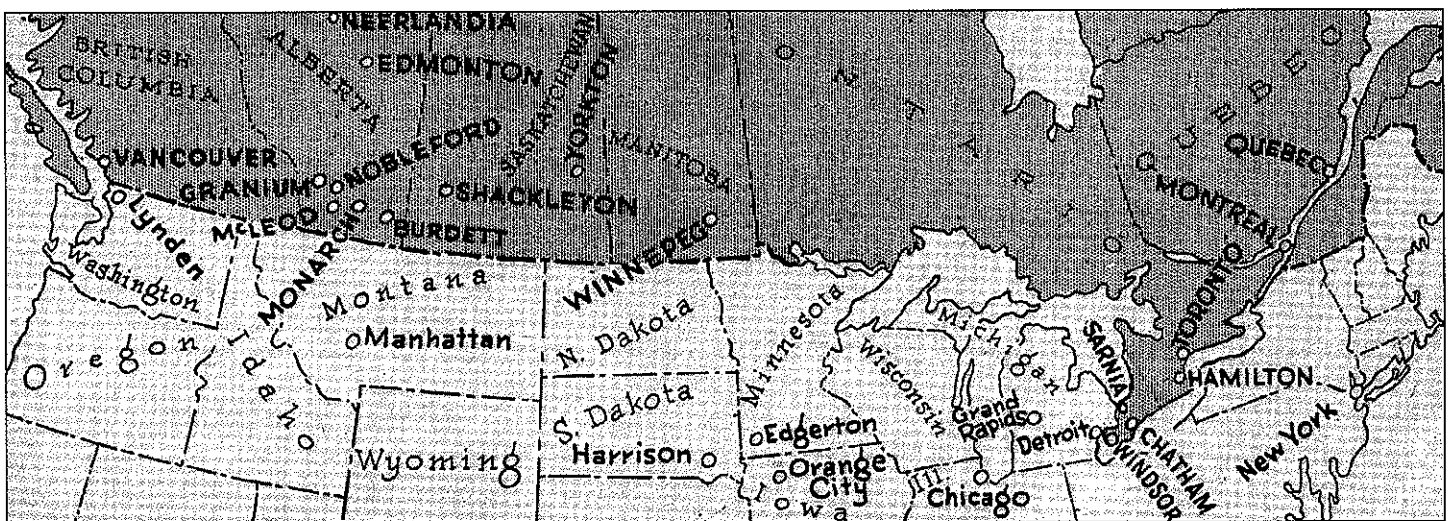 NEERLANDIA
BRITISH
COLUMBIA
ALBERTA
EDMONTON
SASKATCHEWAN
YORKTON
MANITOBA
ONTARIO
QUEBEC
VANCOUVER
NOBLEFORD
GRANIUM
SHACKLETON
QUEBEC
MONTREAL
Lynden
McLEOD
MONARCH
BURDETT
WINNEPEG
TORONTO
Washington
Montana
Oregon
Idaho
Manhattan
N. Dakota
Minnesota
Wisconsin
Michigan
SARNIA
HAMILTON
Wyoming
S. Dakota
Harrison
Edgerton
Orange
City
Iowa
Ill
Grand
Rapids
Chicago
Detroit
CHATHAM
WINDSOR
New York